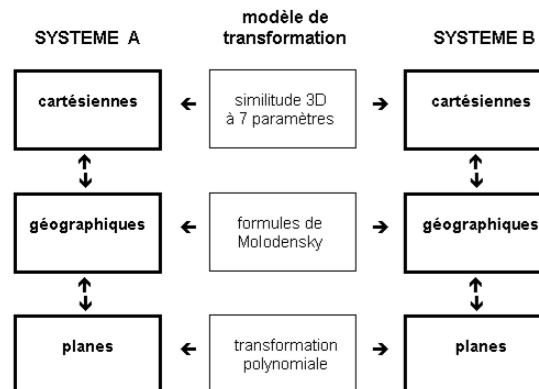 SYSTEME A
modèle de
transformation
SYSTEME B
cartésiennes
similitude 3D
à 7 paramètres
cartésiennes
géographiques
formules de
Molodensky
géographiques
planes
transformation
polynomiale
planes